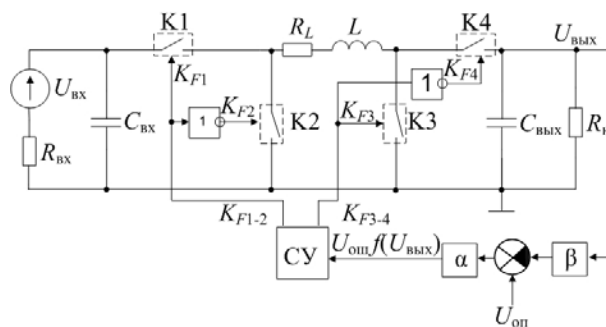 K1
R_L
L
K4
U_вых
K_F1
K_F4
1
U_вх
K_F2
1
K_F3
K2
K3
C_вх
C_вых
R_вх
R_н
K_F1-2
K_F3-4
СУ
U_ош f(U_вых)
α
β
U_оп